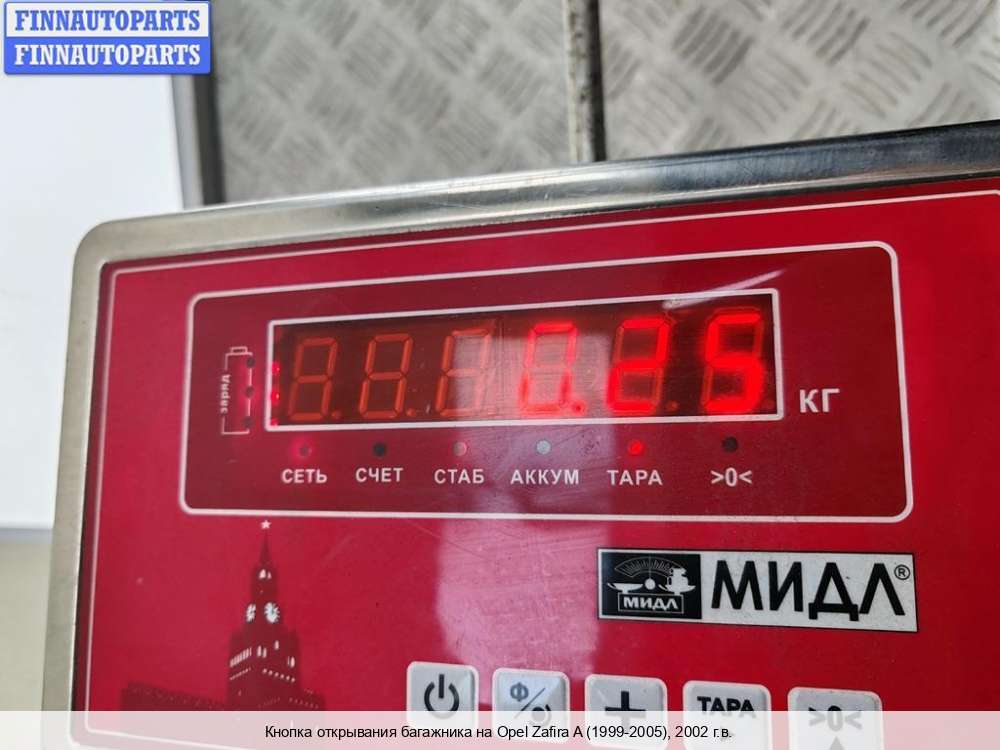 FINNAUTOPARTS
FINNAUTOPARTS
заряд
0.25
КГ
СЕТЬ СЧЕТ СТАБ АККУМ ТАРА >0<
МИДЛ
МИДЛ®
Ф/
+
ТАРА
>0<
Кнопка открывания багажника на Opel Zafira A (1999-2005), 2002 г.в.